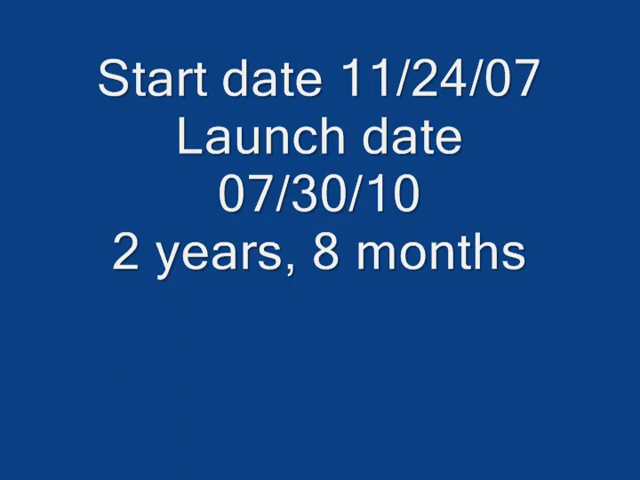 Start date 11/24/07
Launch date
07/30/10
2 years, 8 months